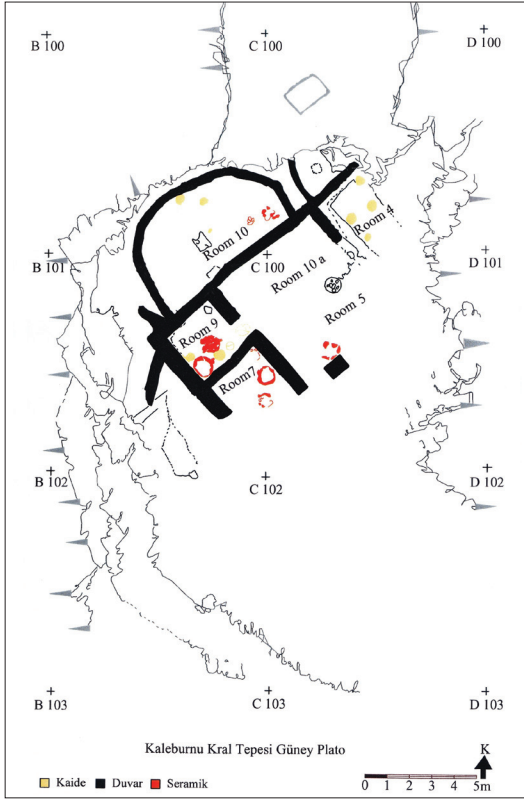 B 100 C 100 D 100
Room 4
Room 10
B 101 C 100 D 101
Room 10 a
Room 5
Room 9
Room7
B 102 C 102 D 102
B 103 C 103 D 103
Kaleburnu Kral Tepesi Güney Plato
K
Kaide Duvar Seramik
0 1 2 3 4 5m